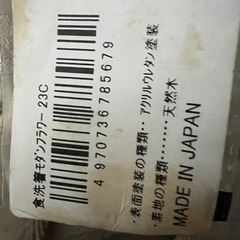 食洗箸モダンフラワー 23C
4 970736 785679
・表面塗装の種類‥アクリルウレタン塗装
・素地の種類‥‥‥‥天然木
MADE IN JAPAN